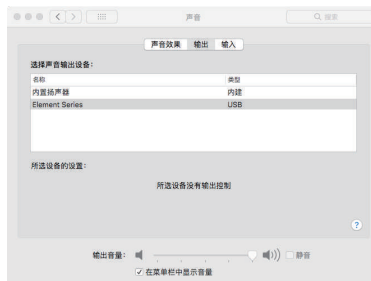 声音
搜索
声音效果 输出 输入
选择声音输出设备：
名称 类型
内置扬声器 内建
Element Series USB
所选设备的设置：
所选设备没有输出控制
?
输出音量： 静音
在菜单栏中显示音量